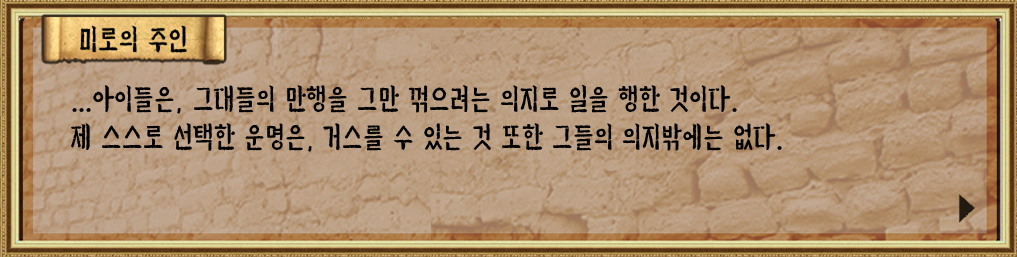 미로의 주인
...아이들은, 그대들의 만행을 그만 꺾으려는 의지로 일을 행한 것이다.
제 스스로 선택한 운명은, 거스를 수 있는 것 또한 그들의 의지밖에는 없다.